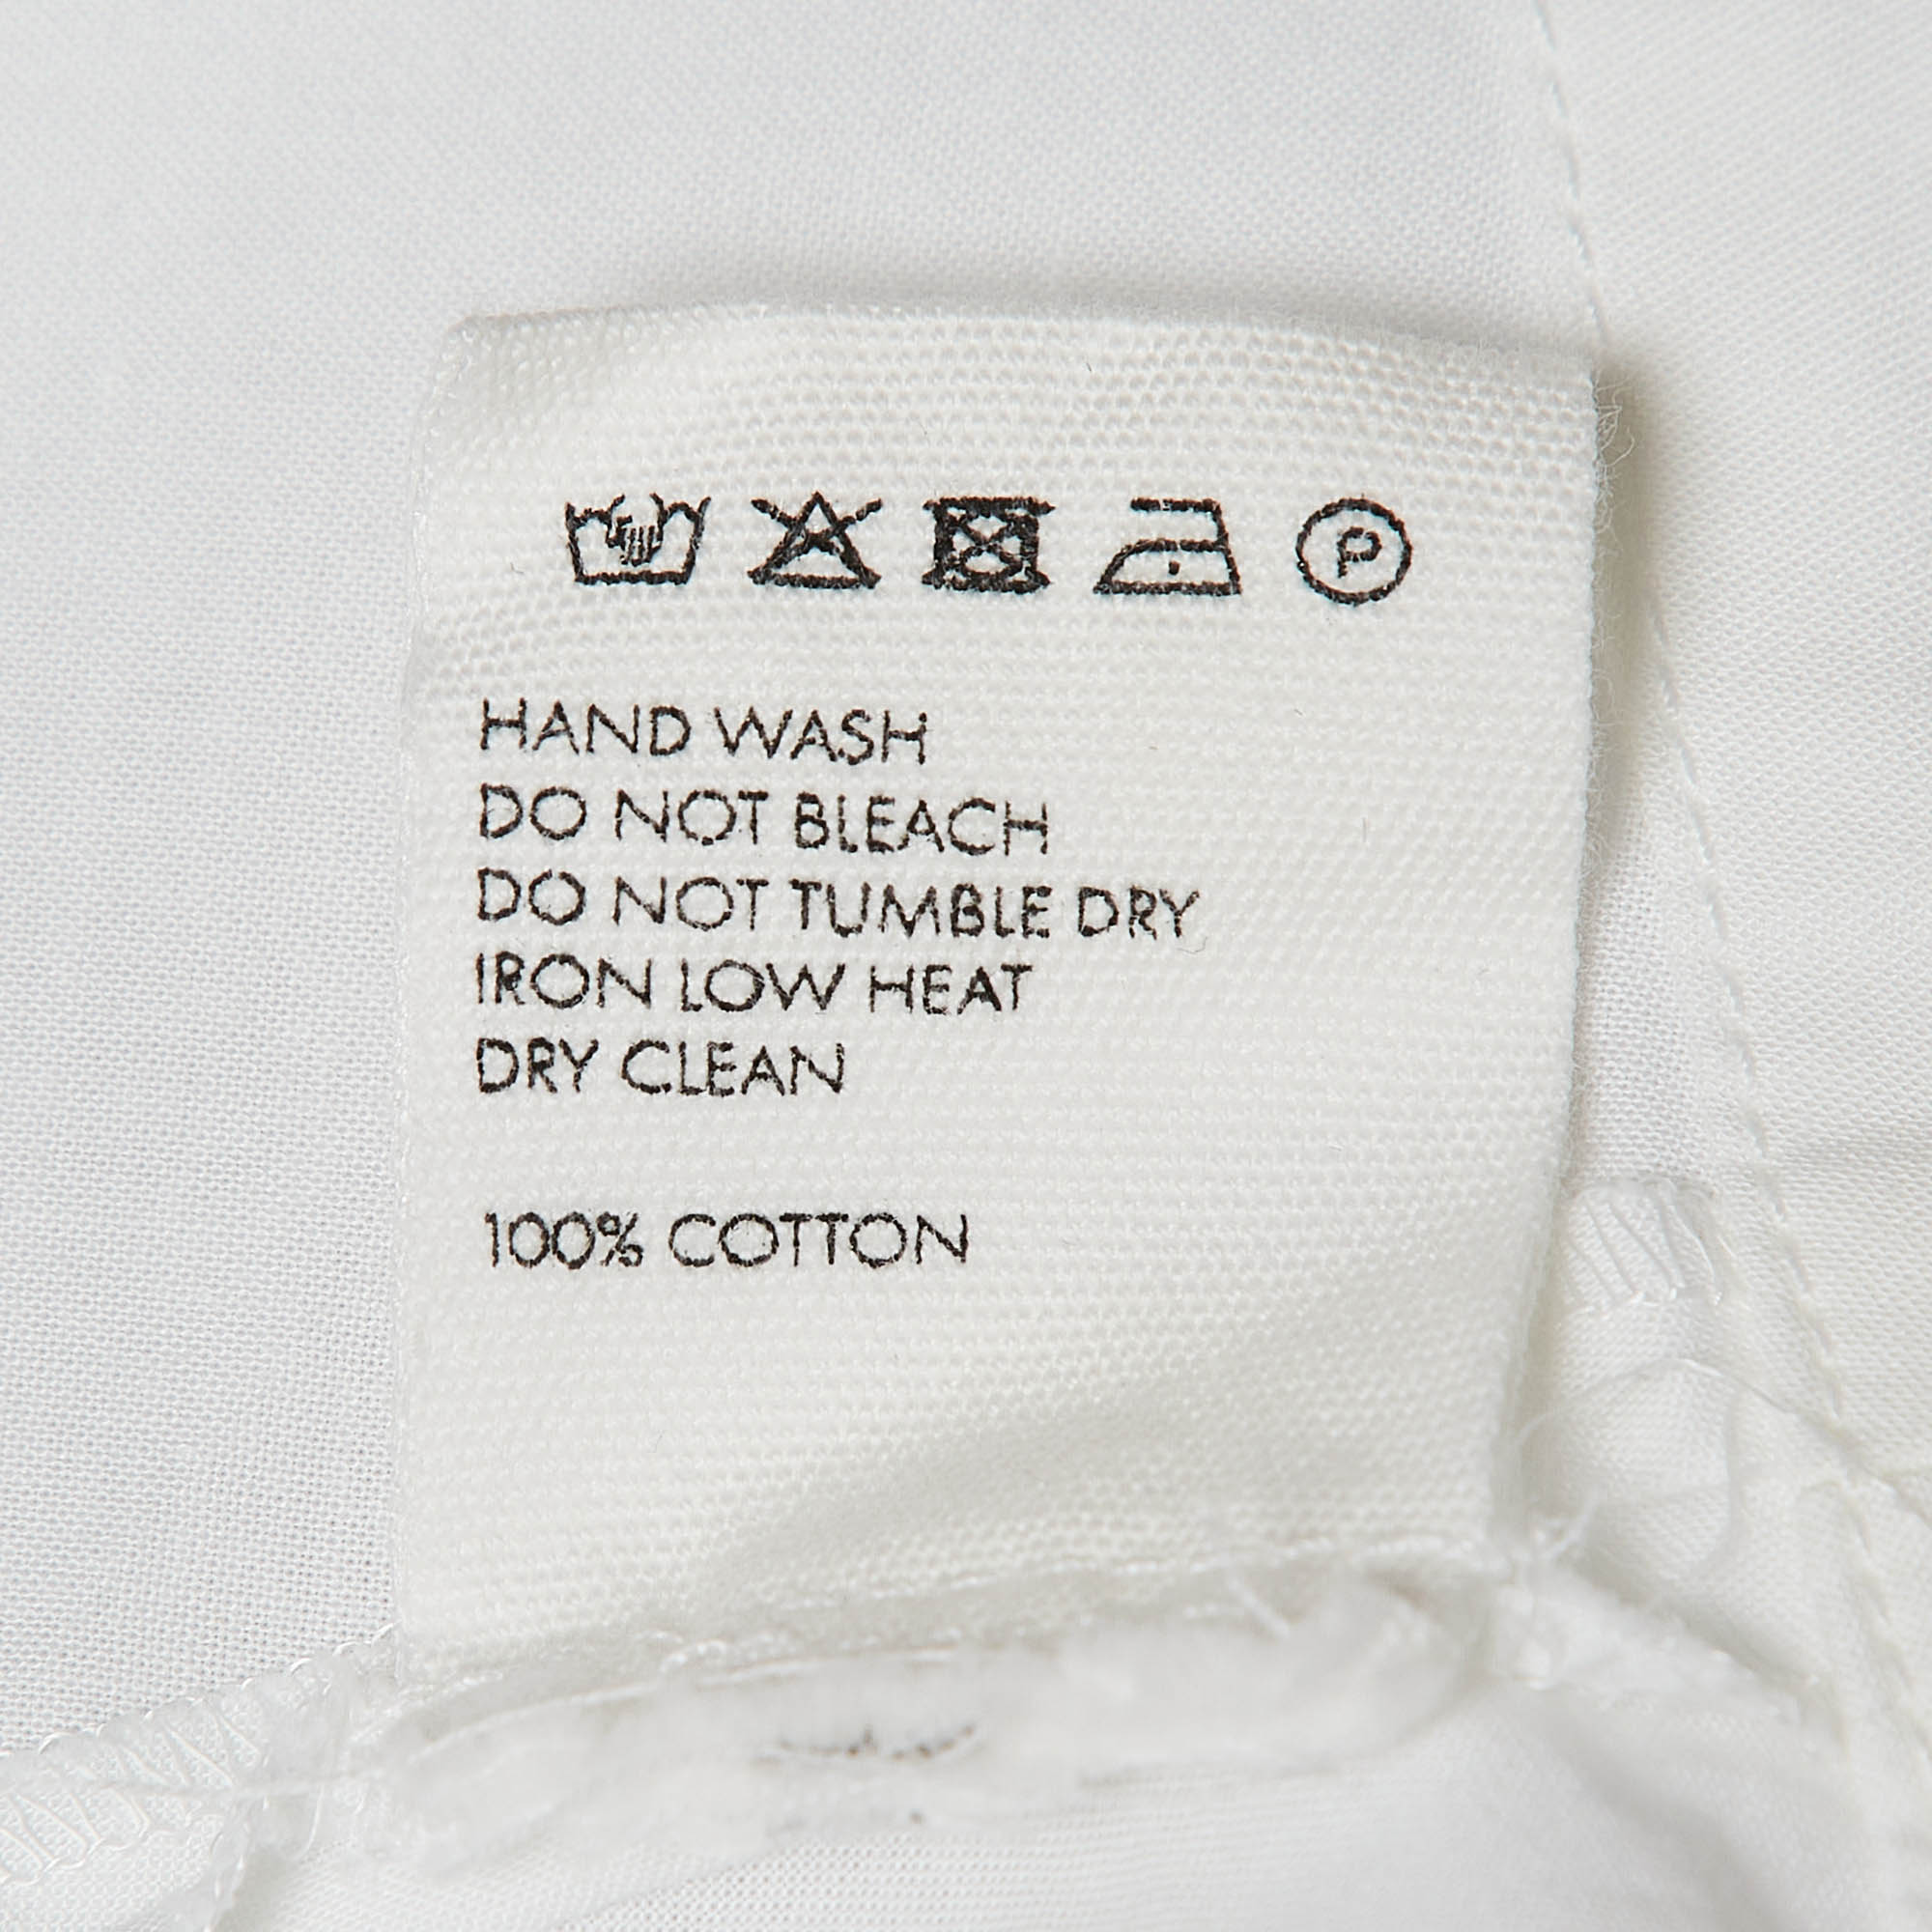 P
HAND WASH
DO NOT BLEACH
DO NOT TUMBLE DRY
IRON LOW HEAT
DRY CLEAN
100% COTTON